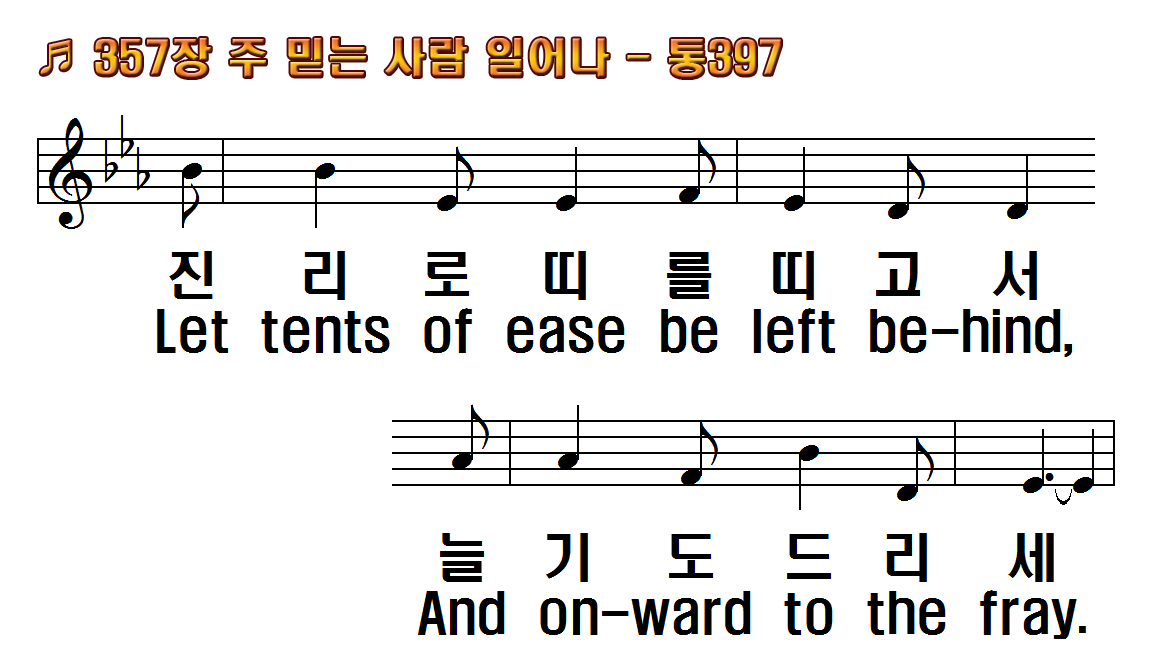 ♬ 357장 주 믿는 사람 일어나 - 통397
진 리 로 띠 를 띠 고 서
Let tents of ease be left be-hind,
늘 기 도 드 리 세
And on-ward to the fray.